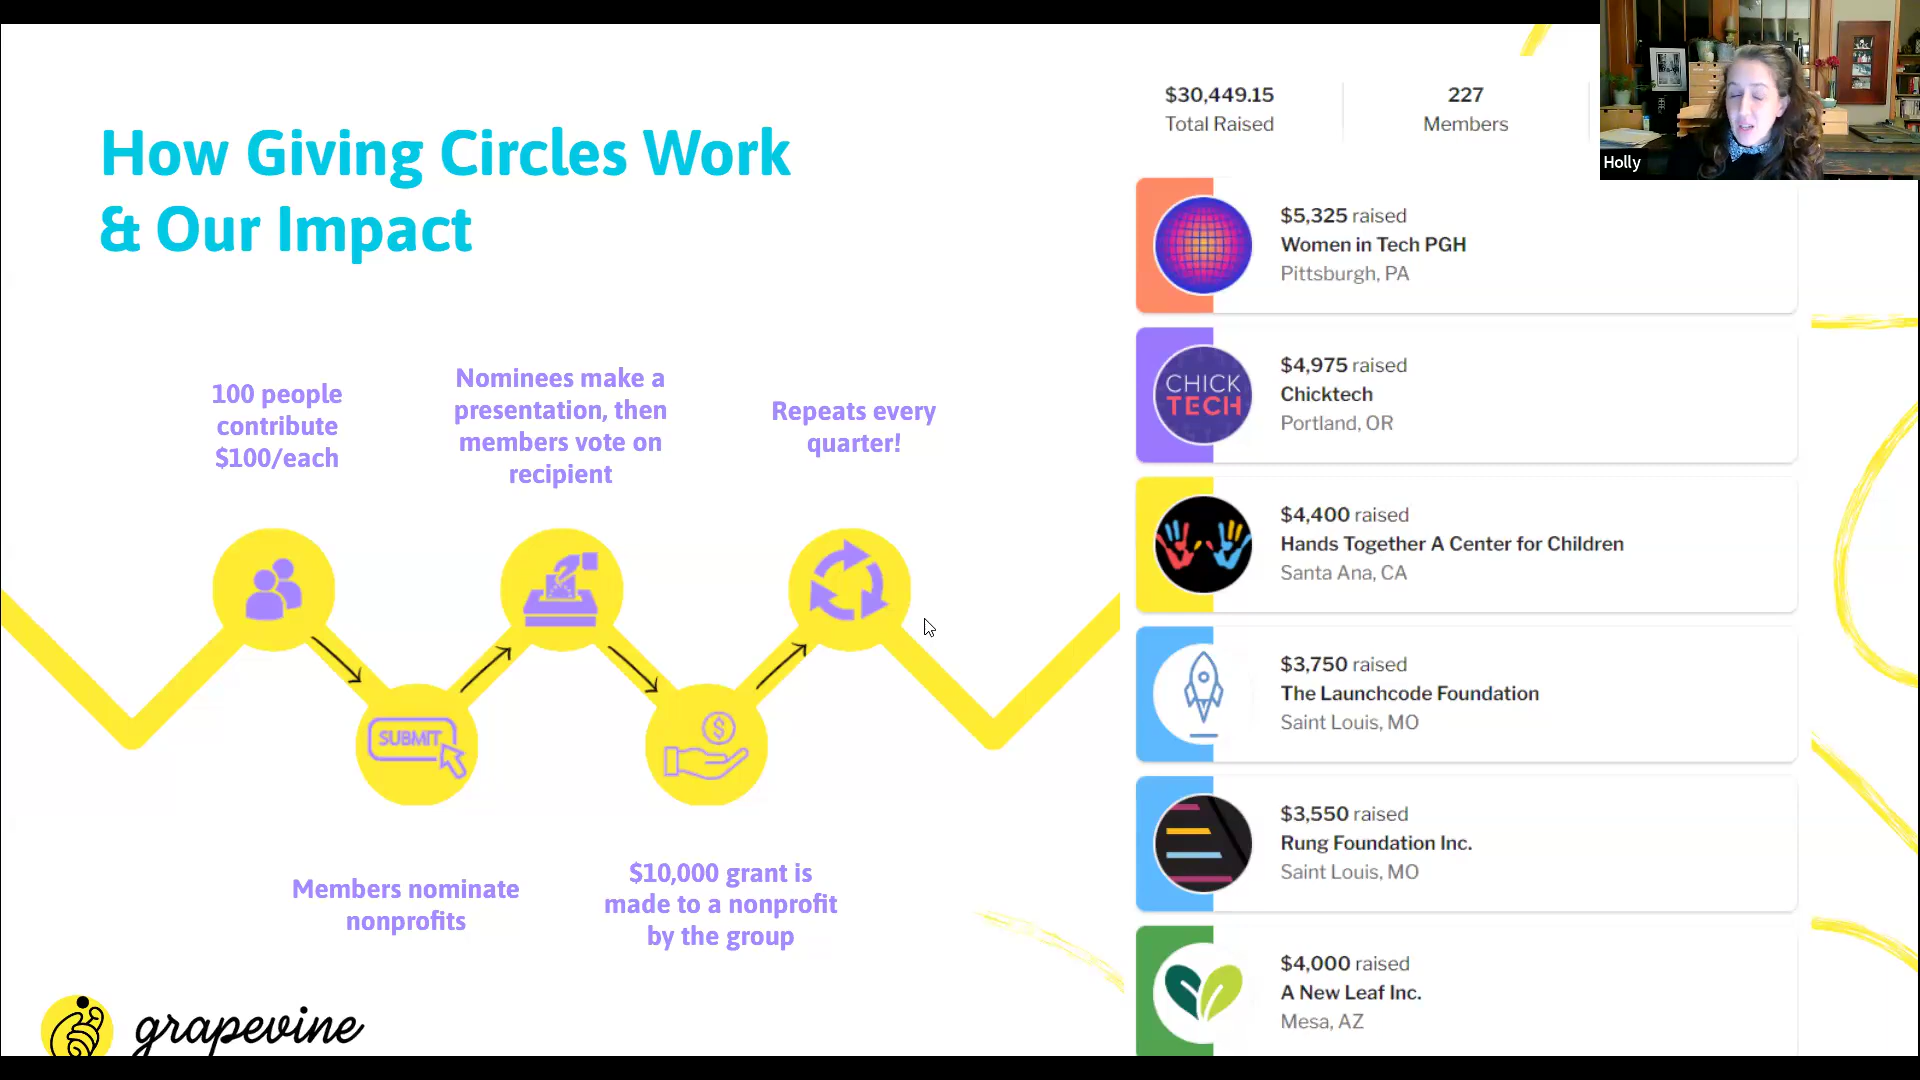 How Giving Circles Work
& Our Impact
100 people
contribute
$100/each
Nominees make a
presentation, then
members vote on
recipient
Repeats every
quarter!
SUBMIT
$
Members nominate
nonprofits
$10,000 grant is
made to a nonprofit
by the group
grapevine
$30,449.15
Total Raised
227
Members
Holly
$5,325 raised
Women in Tech PGH
Pittsburgh, PA
CHICK
TECH
$4,975 raised
Chicktech
Portland, OR
$4,400 raised
Hands Together A Center for Children
Santa Ana, CA
$3,750 raised
The Launchcode Foundation
Saint Louis, MO
$3,550 raised
Rung Foundation Inc.
Saint Louis, MO
$4,000 raised
A New Leaf Inc.
Mesa, AZ